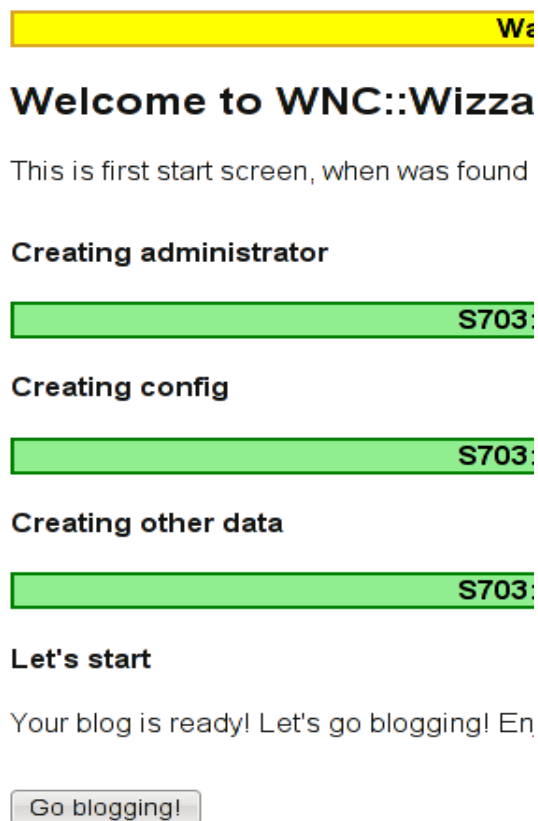 Wa
Welcome to WNC::Wizza
This is first start screen, when was found
Creating administrator
S703:
Creating config
S703:
Creating other data
S703:
Let's start
Your blog is ready! Let's go blogging! En
Go blogging!